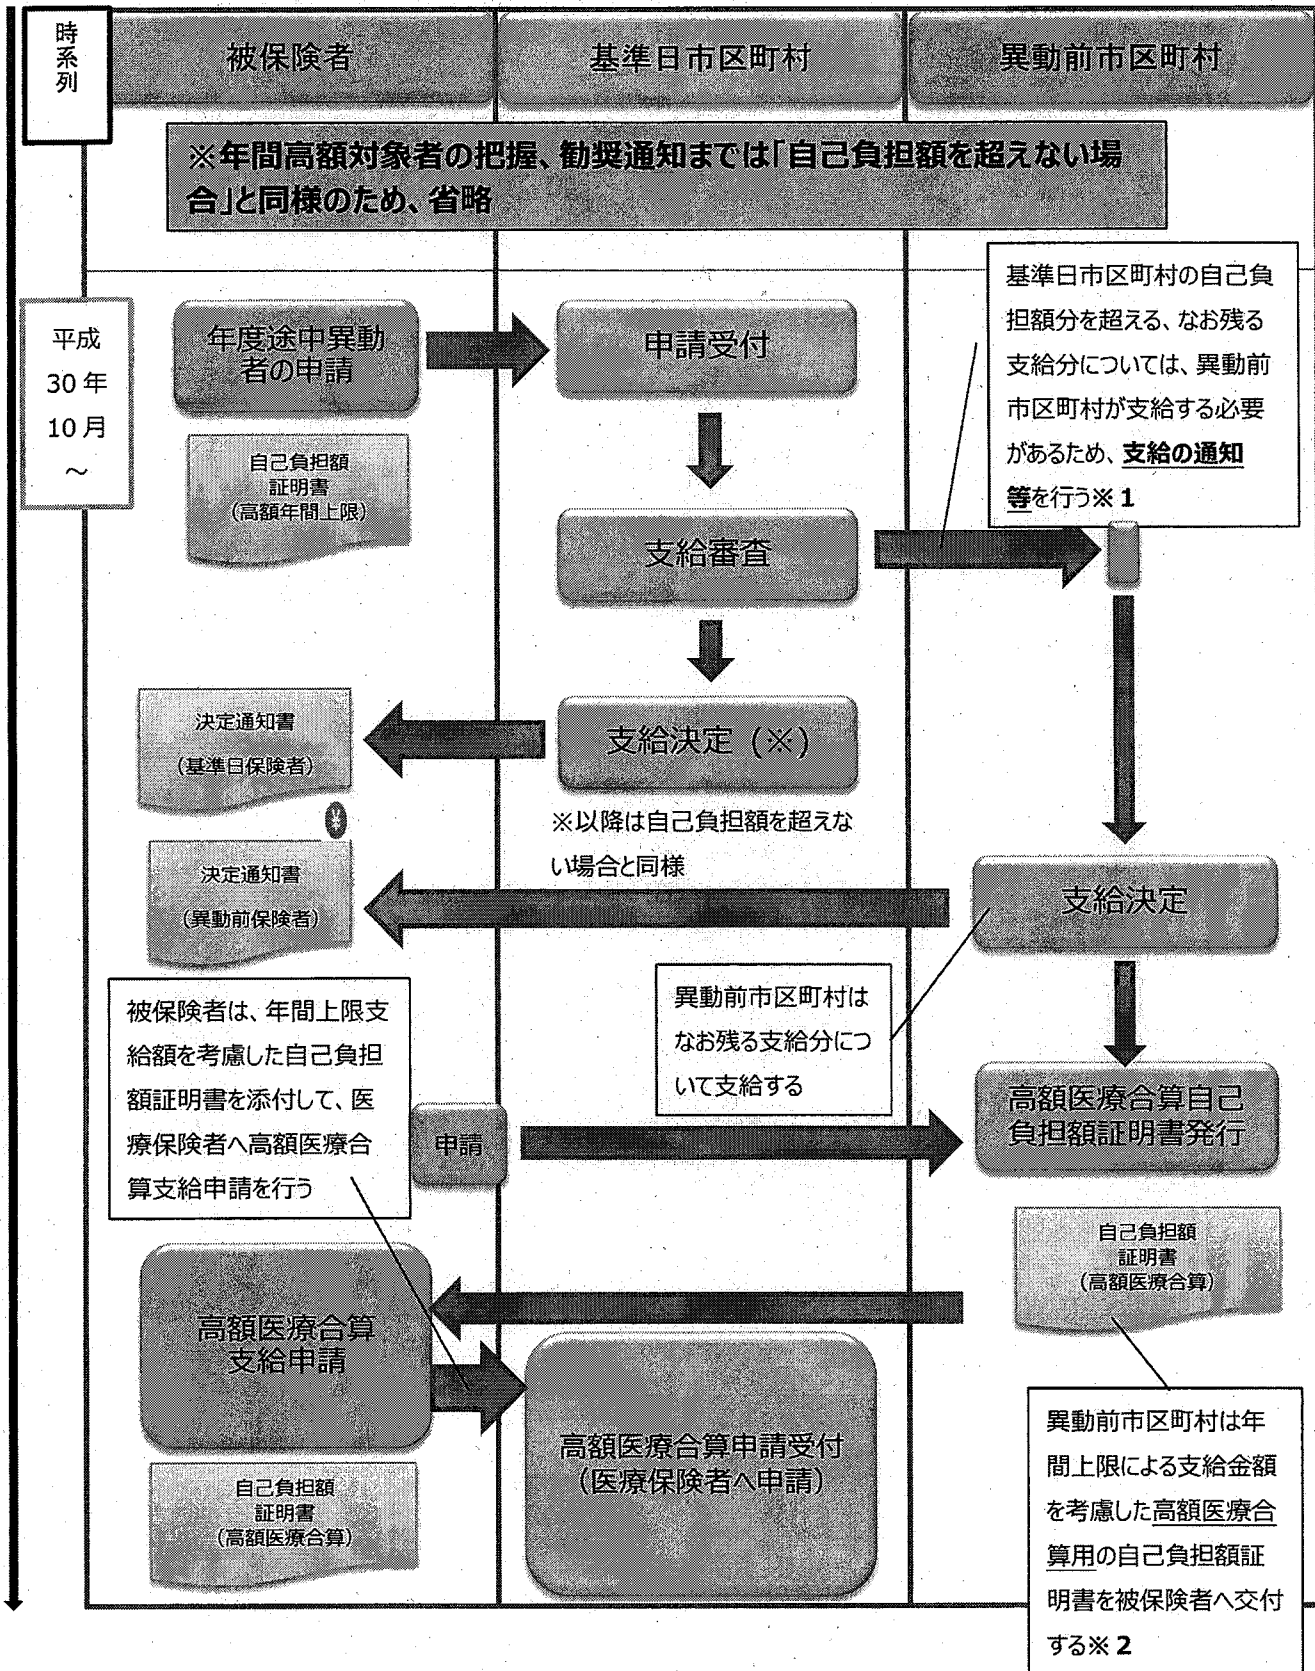 時
系
列
被保険者
基準日市区町村
異動前市区町村
※年間高額対象者の把握、勧奨通知までは「自己負担額を超えない場
合」と同様のため、省略
基準日市区町村の自己負
担額分を超える、なお残る
支給分については、異動前
市区町村が支給する必要
があるため、支給の通知
等を行う※1
平成
30年
10月
～
年度途中異動
者の申請
申請受付
自己負担額
証明書
(高額年間上限)
支給審査
決定通知書
(基準日保険者)
支給決定(※)
※以降は自己負担額を超えな
い場合と同様
¥
決定通知書
(異動前保険者)
支給決定
被保険者は、年間上限支
給額を考慮した自己負担
額証明書を添付して、医
療保険者へ高額医療合
算支給申請を行う
異動前市区町村は
なお残る支給分につ
いて支給する
申請
高額医療合算自己
負担額証明書発行
自己負担額
証明書
(高額医療合算)
高額医療合算
支給申請
高額医療合算申請受付
(医療保険者へ申請)
自己負担額
証明書
(高額医療合算)
異動前市区町村は年
間上限による支給金額
を考慮した高額医療合
算用の自己負担額証
明書を被保険者へ交付
する※2